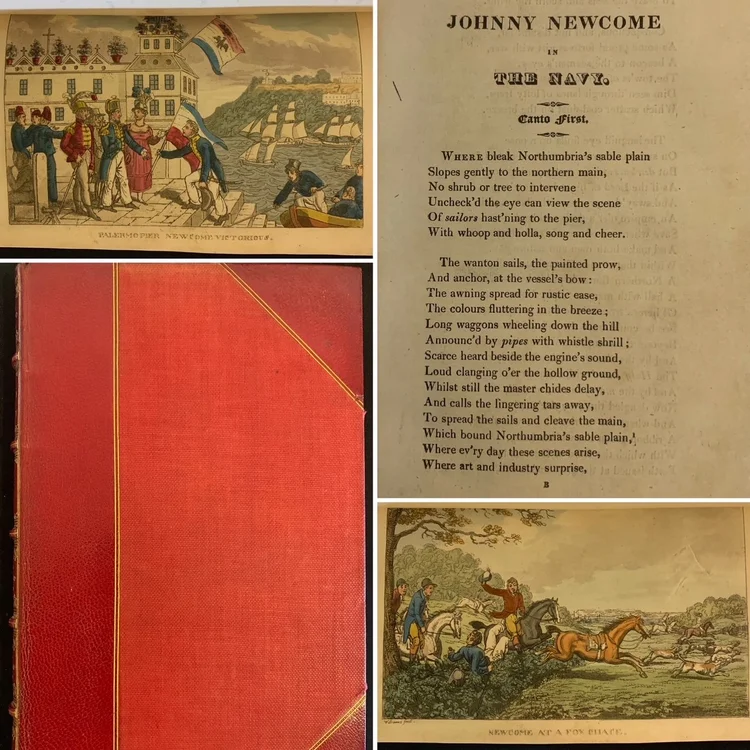 PALERMO PIER NEWCOME VICTORIOUS.
JOHNNY NEWCOME
IN
THE NAVY.
Canto First.
WHERE bleak Northumbria's sable plain
Slopes gently to the northern main,
No shrub or tree to intervene
Uncheck'd the eye can view the scene
Of sailors hast'ning to the pier,
With whoop and holla, song and cheer.
The wanton sails, the painted prow,
And anchor, at the vessel's bow:
The awning spread for rustic ease,
The colours fluttering in the breeze;
Long waggons wheeling down the hill
Announc'd by pipes with whistle shrill;
Scarce heard beside the engine's sound,
Loud clanging o'er the hollow ground,
Whilst still the master chides delay,
And calls the lingering tars away,
To spread the sails and cleave the main,
Which bound Northumbria's sable plain,
Where ev'ry day these scenes arise,
Where art and industry surprise,
B
NEWCOME AT A FOX CHACE.